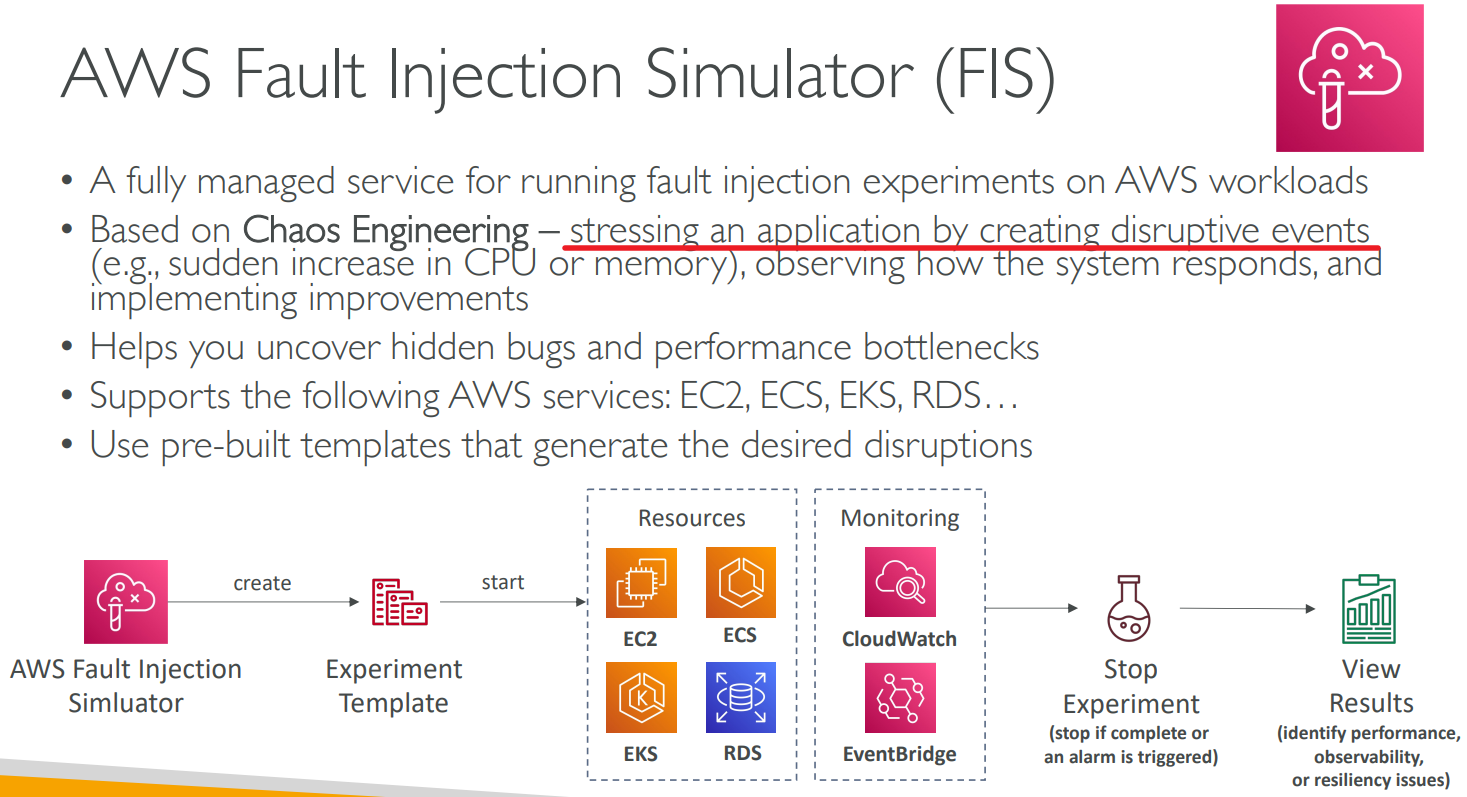 AWS Fault Injection Simulator (FIS)
• A fully managed service for running fault injection experiments on AWS workloads
• Based on Chaos Engineering – stressing an application by creating disruptive events
(e.g., sudden increase in CPU or memory), observing how the system responds, and
implementing improvements
• Helps you uncover hidden bugs and performance bottlenecks
• Supports the following AWS services: EC2, ECS, EKS, RDS…
• Use pre-built templates that generate the desired disruptions
AWS Fault Injection
Simluator
create
Experiment
Template
start
Resources
EC2
ECS
EKS
RDS
Monitoring
CloudWatch
EventBridge
Stop
Experiment
(stop if complete or
an alarm is triggered)
View
Results
(identify performance,
observability,
or resiliency issues)